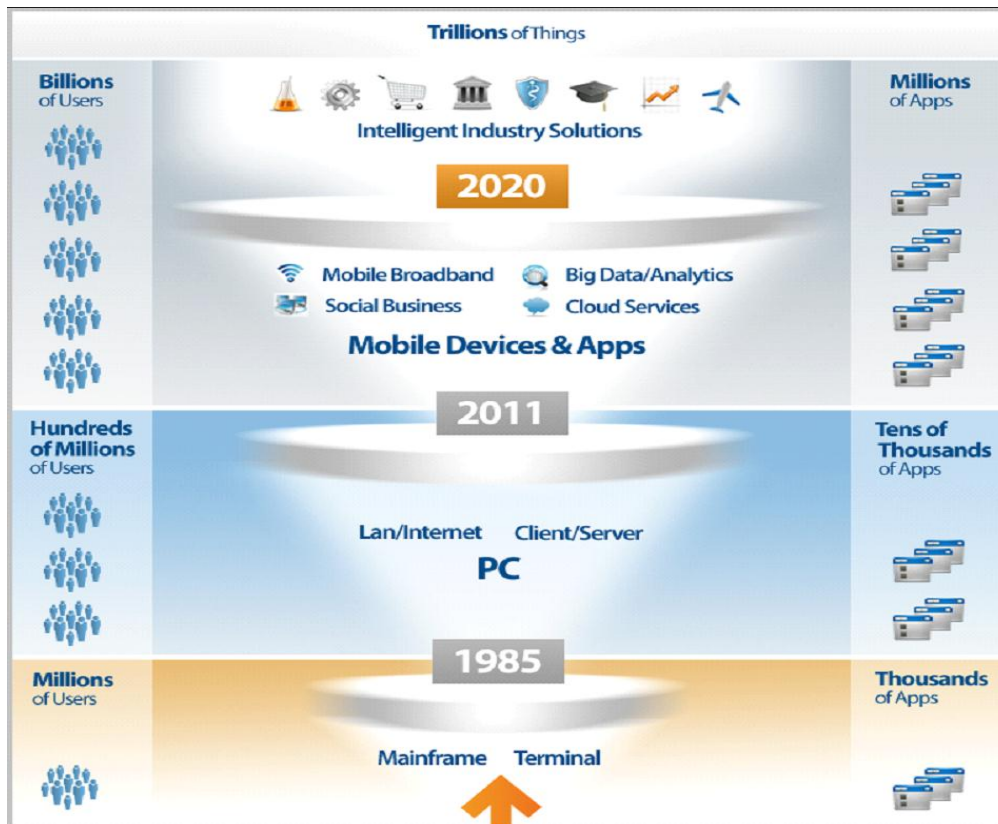 Trillions of Things
Billions
of Users
Millions
of Apps
Intelligent Industry Solutions
2020
Mobile Broadband
Big Data/Analytics
Social Business
Cloud Services
Mobile Devices & Apps
2011
Hundreds
of Millions
of Users
Tens of
Thousands
of Apps
Lan/Internet Client/Server
PC
1985
Millions
of Users
Thousands
of Apps
Mainframe Terminal